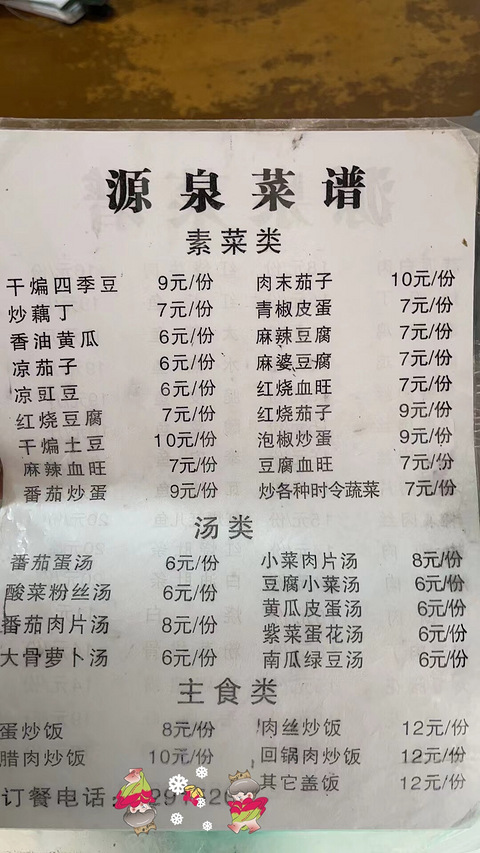 源泉菜谱
素菜类
干煸四季豆 9元/份 肉末茄子 10元/份
炒藕丁 7元/份 青椒皮蛋 7元/份
香油黄瓜 6元/份 麻辣豆腐 7元/份
凉茄子 6元/份 麻婆豆腐 7元/份
凉豇豆 6元/份 红烧血旺 7元/份
红烧豆腐 7元/份 红烧茄子 9元/份
干煸土豆 10元/份 泡椒炒蛋 9元/份
麻辣血旺 7元/份 豆腐血旺 7元/份
番茄炒蛋 9元/份 炒各种时令蔬菜 7元/份
汤类
番茄蛋汤 6元/份 小菜肉片汤 8元/份
酸菜粉丝汤 6元/份 豆腐小菜汤 6元/份
番茄肉片汤 8元/份 黄瓜皮蛋汤 6元/份
大骨萝卜汤 6元/份 紫菜蛋花汤 6元/份
南瓜绿豆汤 6元/份
主食类
蛋炒饭 8元/份 肉丝炒饭 12元/份
腊肉炒饭 10元/份 回锅肉炒饭 12元/份
其它盖饭 12元/份
订餐电话